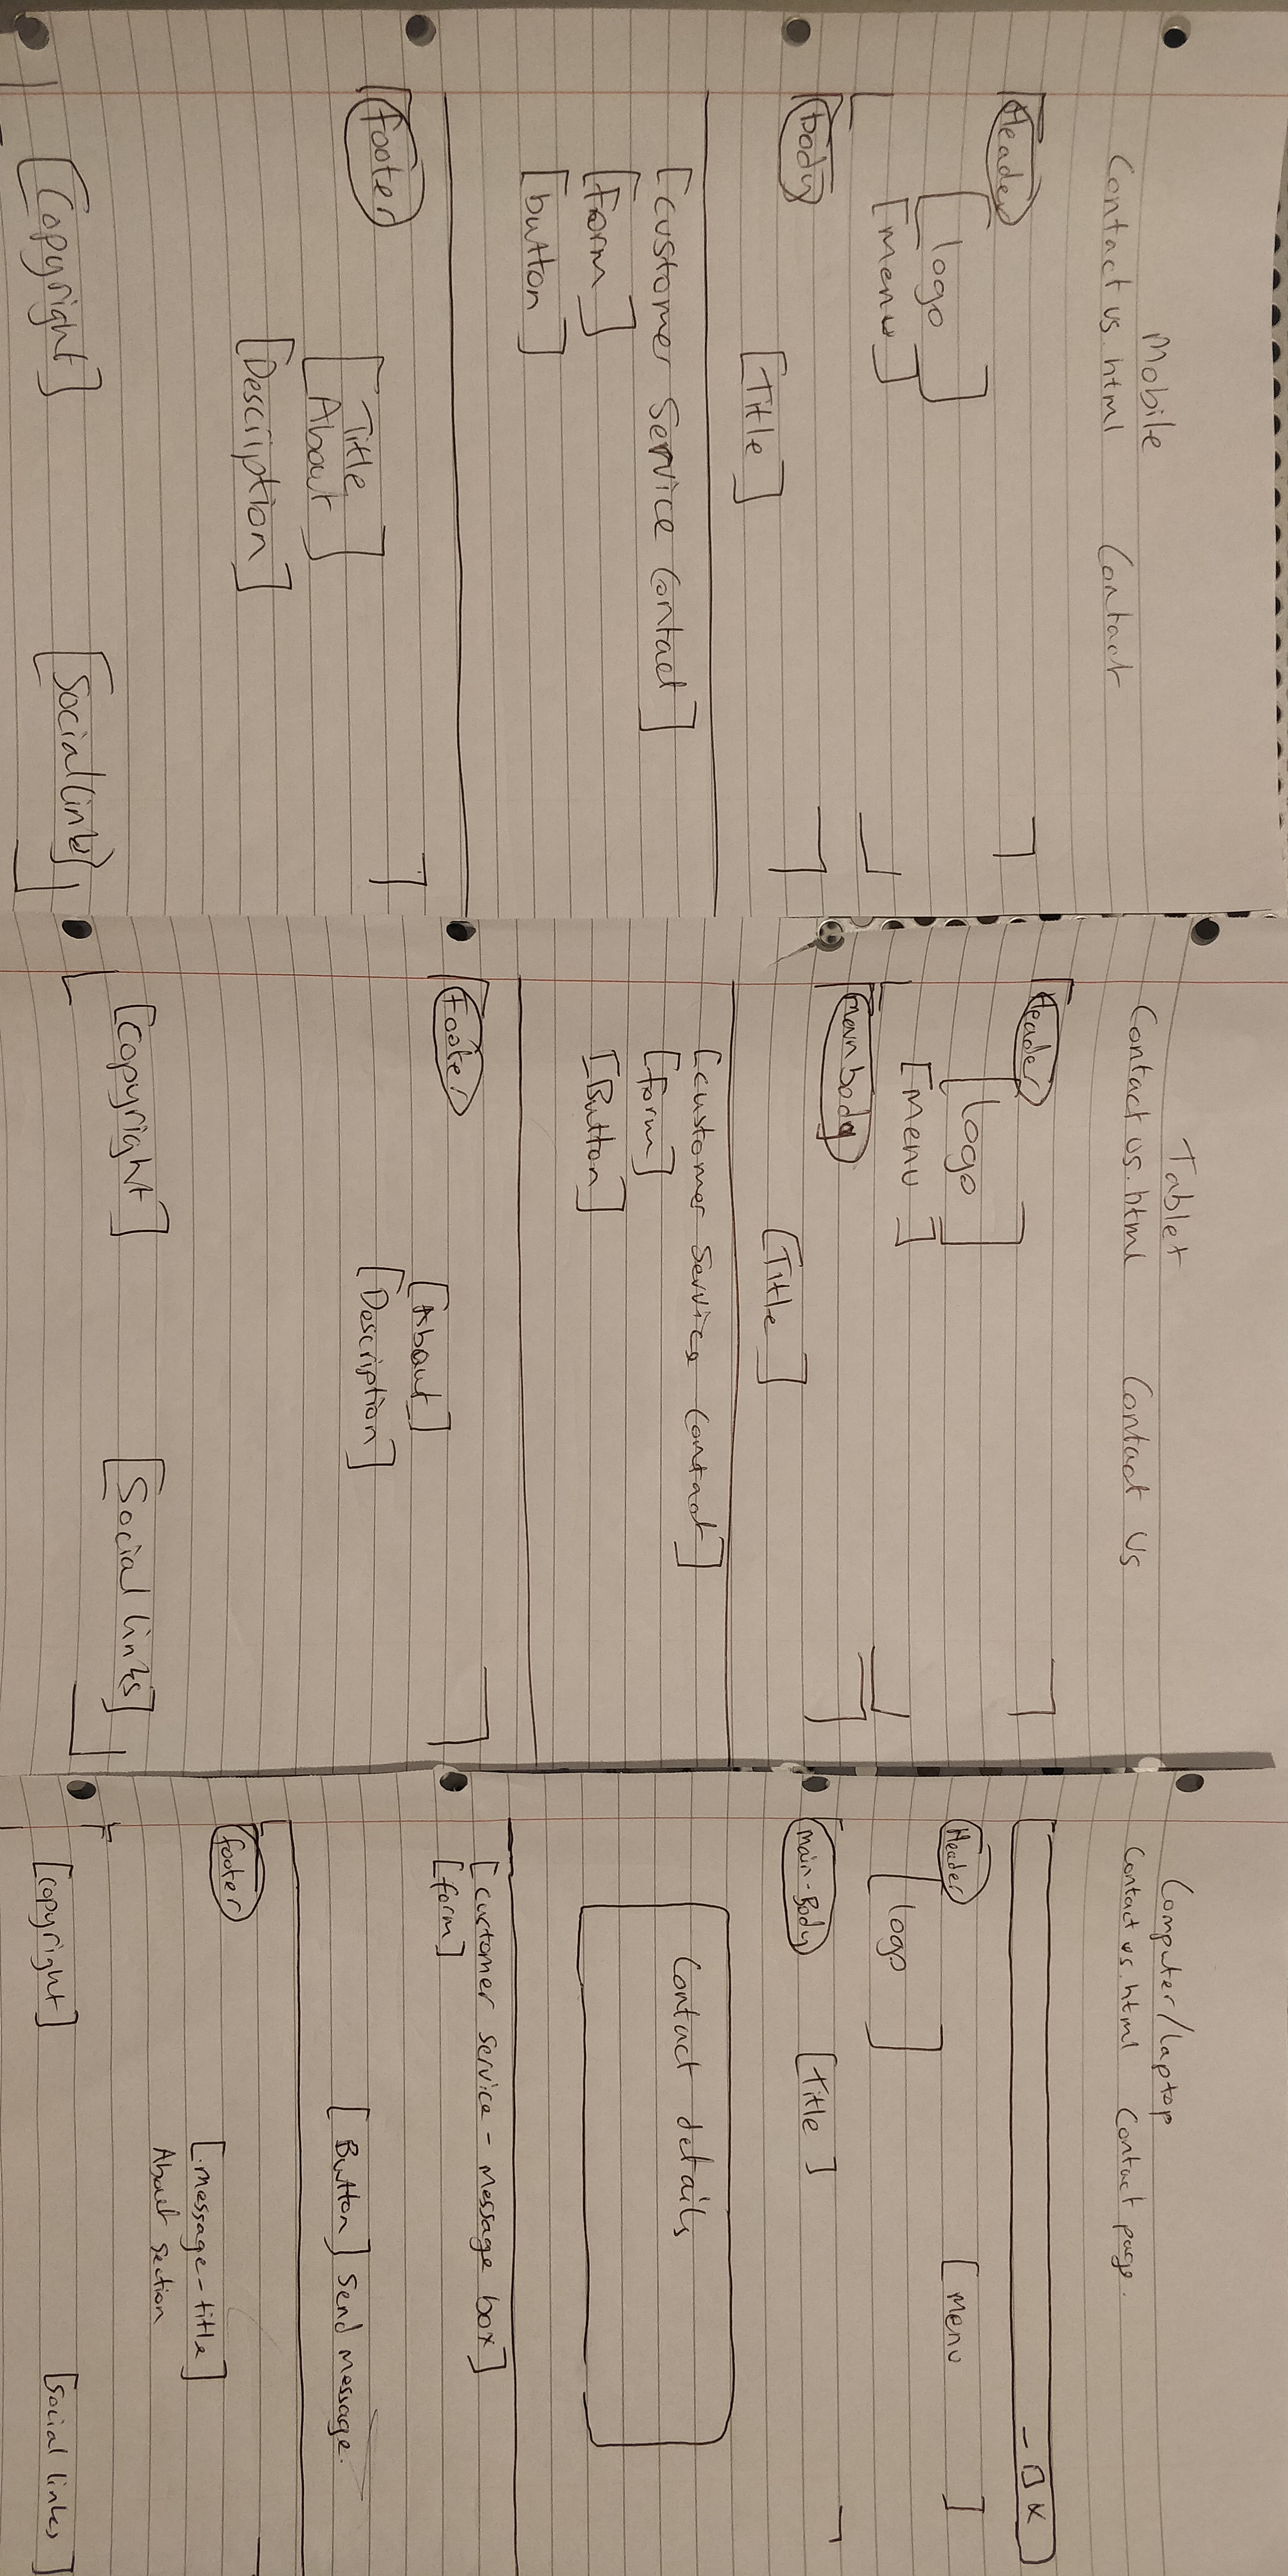 Mobile
Contact us.html Contact
Header
[logo]
[menu]
body
[Title]
[customer Service Contact]
[Form]
[button]
footer
[Title
About]
[Description]
[Copyright] [Social links]
Tablet
Contact us.html Contact Us
Header
[logo]
[menu]
main body
[Title]
[customer Service Contact]
[form]
[Button]
Footer
[About]
[Description]
[Copyright] [Social links]
Computer/laptop
Contact us.html Contact page.
Header [menu]
[logo]
main-Body [Title]
Contact details
[customer service - message box]
[form]
[Button] Send message.
footer
[message-title]
About section
[copyright] [social links]